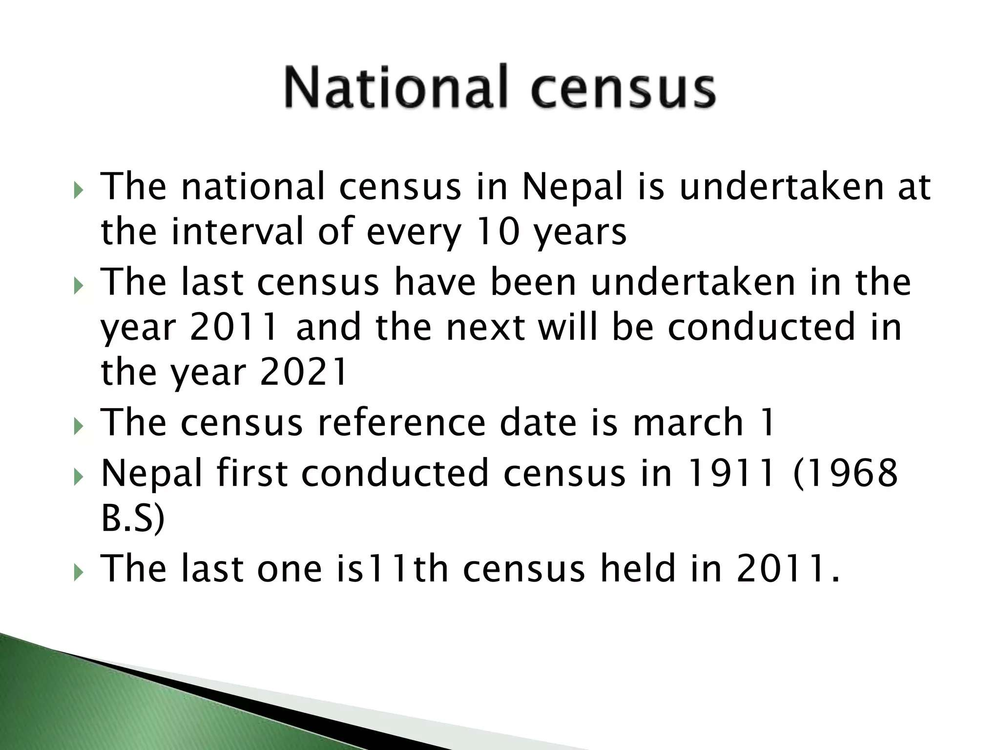 National census
The national census in Nepal is undertaken at
the interval of every 10 years
The last census have been undertaken in the
year 2011 and the next will be conducted in
the year 2021
The census reference date is march 1
Nepal first conducted census in 1911 (1968
B.S)
The last one is11th census held in 2011.